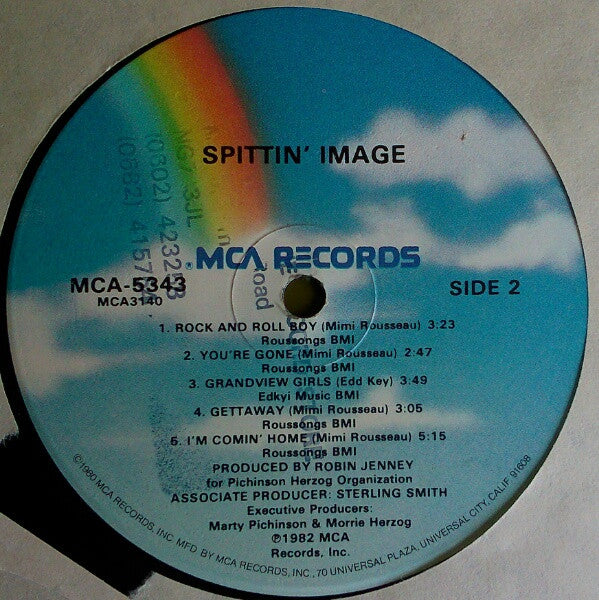 SPITTIN' IMAGE
MCA RECORDS
MCA-5343
MCA3140
SIDE 2
1. ROCK AND ROLL BOY (Mimi Rousseau) 3:23
Roussongs BMI
2. YOU'RE GONE (Mimi Rousseau) 2:47
Roussongs BMI
3. GRANDVIEW GIRLS (Edd Key) 3:49
Edkyi Music BMI
4. GETTAWAY (Mimi Rousseau) 3:05
Roussongs BMI
5. I'M COMIN' HOME (Mimi Rousseau) 5:15
Roussongs BMI
PRODUCED BY ROBIN JENNEY
for Pichinson Herzog Organization
ASSOCIATE PRODUCER: STERLING SMITH
Executive Producers:
Marty Pichinson & Morrie Herzog
℗1982 MCA
Records, Inc.
©1980 MCA RECORDS, INC. MFD. BY MCA RECORDS, INC., 70 UNIVERSAL PLAZA, UNIVERSAL CITY, CALIF. 91608
3JL
(0302) 423258
Road